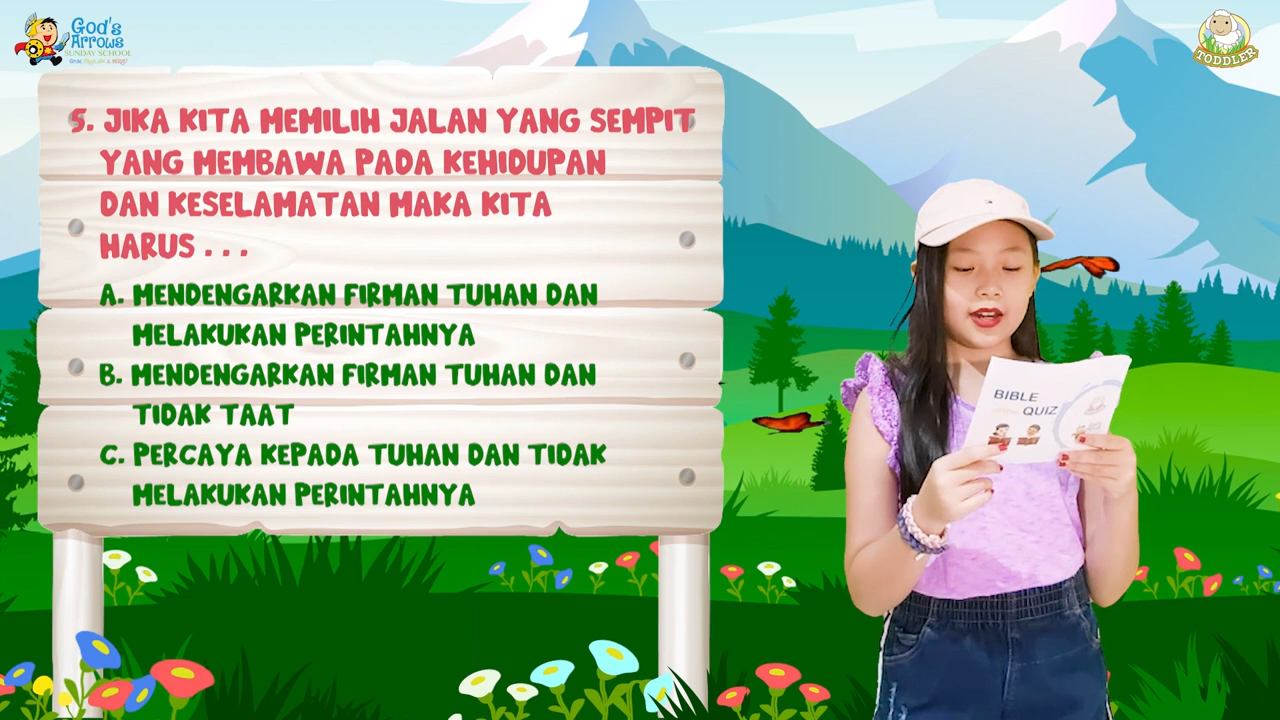 God's
Arrows
SUNDAY SCHOOL
TODDLER
5. JIKA KITA MEMILIH JALAN YANG SEMPIT
YANG MEMBAWA PADA KEHIDUPAN
DAN KESELAMATAN MAKA KITA
HARUS . . .
A. MENDENGARKAN FIRMAN TUHAN DAN
MELAKUKAN PERINTAHNYA
B. MENDENGARKAN FIRMAN TUHAN DAN
TIDAK TAAT
C. PERCAYA KEPADA TUHAN DAN TIDAK
MELAKUKAN PERINTAHNYA
BIBLE
QUIZ